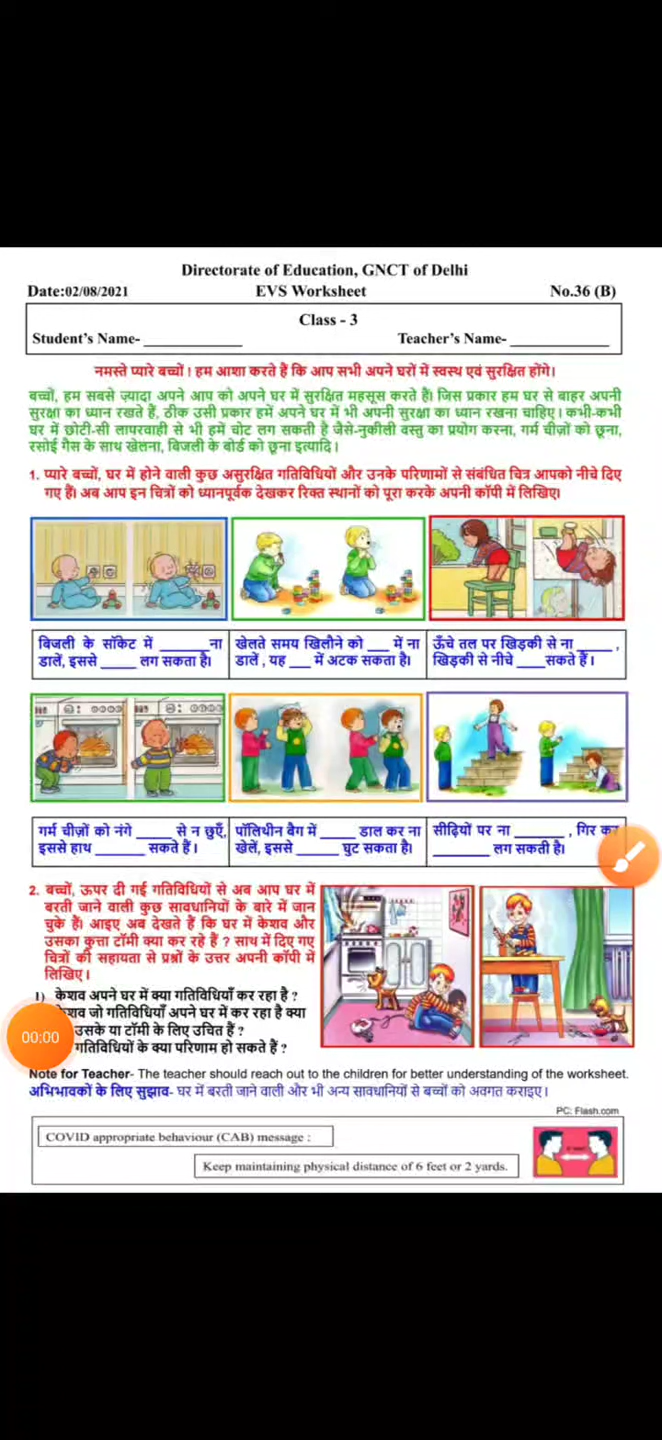 Directorate of Education, GNCT of Delhi
Date:02/08/2021 EVS Worksheet No.36 (B)
Class - 3
Student's Name- ____________ Teacher's Name- ____________
नमस्ते प्यारे बच्चों ! हम आशा करते हैं कि आप सभी अपने घरों में स्वस्थ एवं सुरक्षित होंगे।
बच्चों, हम सबसे ज़्यादा अपने आप को अपने घर में सुरक्षित महसूस करते हैं। जिस प्रकार हम घर से बाहर अपनी
सुरक्षा का ध्यान रखते हैं, ठीक उसी प्रकार हमें अपने घर में भी अपनी सुरक्षा का ध्यान रखना चाहिए । कभी-कभी
घर में छोटी-सी लापरवाही से भी हमें चोट लग सकती है जैसे-नुकीली वस्तु का प्रयोग करना, गर्म चीज़ों को छूना,
रसोई गैस के साथ खेलना, बिजली के बोर्ड को छूना इत्यादि ।
1. प्यारे बच्चों, घर में होने वाली कुछ असुरक्षित गतिविधियों और उनके परिणामों से संबंधित चित्र आपको नीचे दिए
गए हैं। अब आप इन चित्रों को ध्यानपूर्वक देखकर रिक्त स्थानों को पूरा करके अपनी कॉपी में लिखिए।
बिजली के सॉकेट में ______ना
डालें, इससे _____ लग सकता है।
खेलते समय खिलौने को ___ में ना
डालें , यह ___ में अटक सकता है।
ऊँचे तल पर खिड़की से ना _____ ,
खिड़की से नीचे ____सकते हैं ।
गर्म चीज़ों को नंगे _____ से न छुएँ,
इससे हाथ _______ सकते हैं ।
पॉलिथीन बैग में _____ डाल कर ना
खेलें, इससे ______ घुट सकता है।
सीढ़ियों पर ना _______ , गिर कर
________ लग सकती है।
2. बच्चों, ऊपर दी गई गतिविधियों से अब आप घर में
बरती जाने वाली कुछ सावधानियों के बारे में जान
चुके हैं। आइए अब देखते हैं कि घर में केशव और
उसका कुत्ता टॉमी क्या कर रहे हैं ? साथ में दिए गए
चित्रों की सहायता से प्रश्नों के उत्तर अपनी कॉपी में
लिखिए ।
1) केशव अपने घर में क्या गतिविधियाँ कर रहा है ?
जो गतिविधियाँ अपने घर में कर रहा है क्या
उसके या टॉमी के लिए उचित हैं ?
गतिविधियों के क्या परिणाम हो सकते हैं ?
00:00
Note for Teacher- The teacher should reach out to the children for better understanding of the worksheet.
अभिभावकों के लिए सुझाव- घर में बरती जाने वाली और भी अन्य सावधानियों से बच्चों को अवगत कराइए ।
PC: Flash.com
COVID appropriate behaviour (CAB) message :
Keep maintaining physical distance of 6 feet or 2 yards.